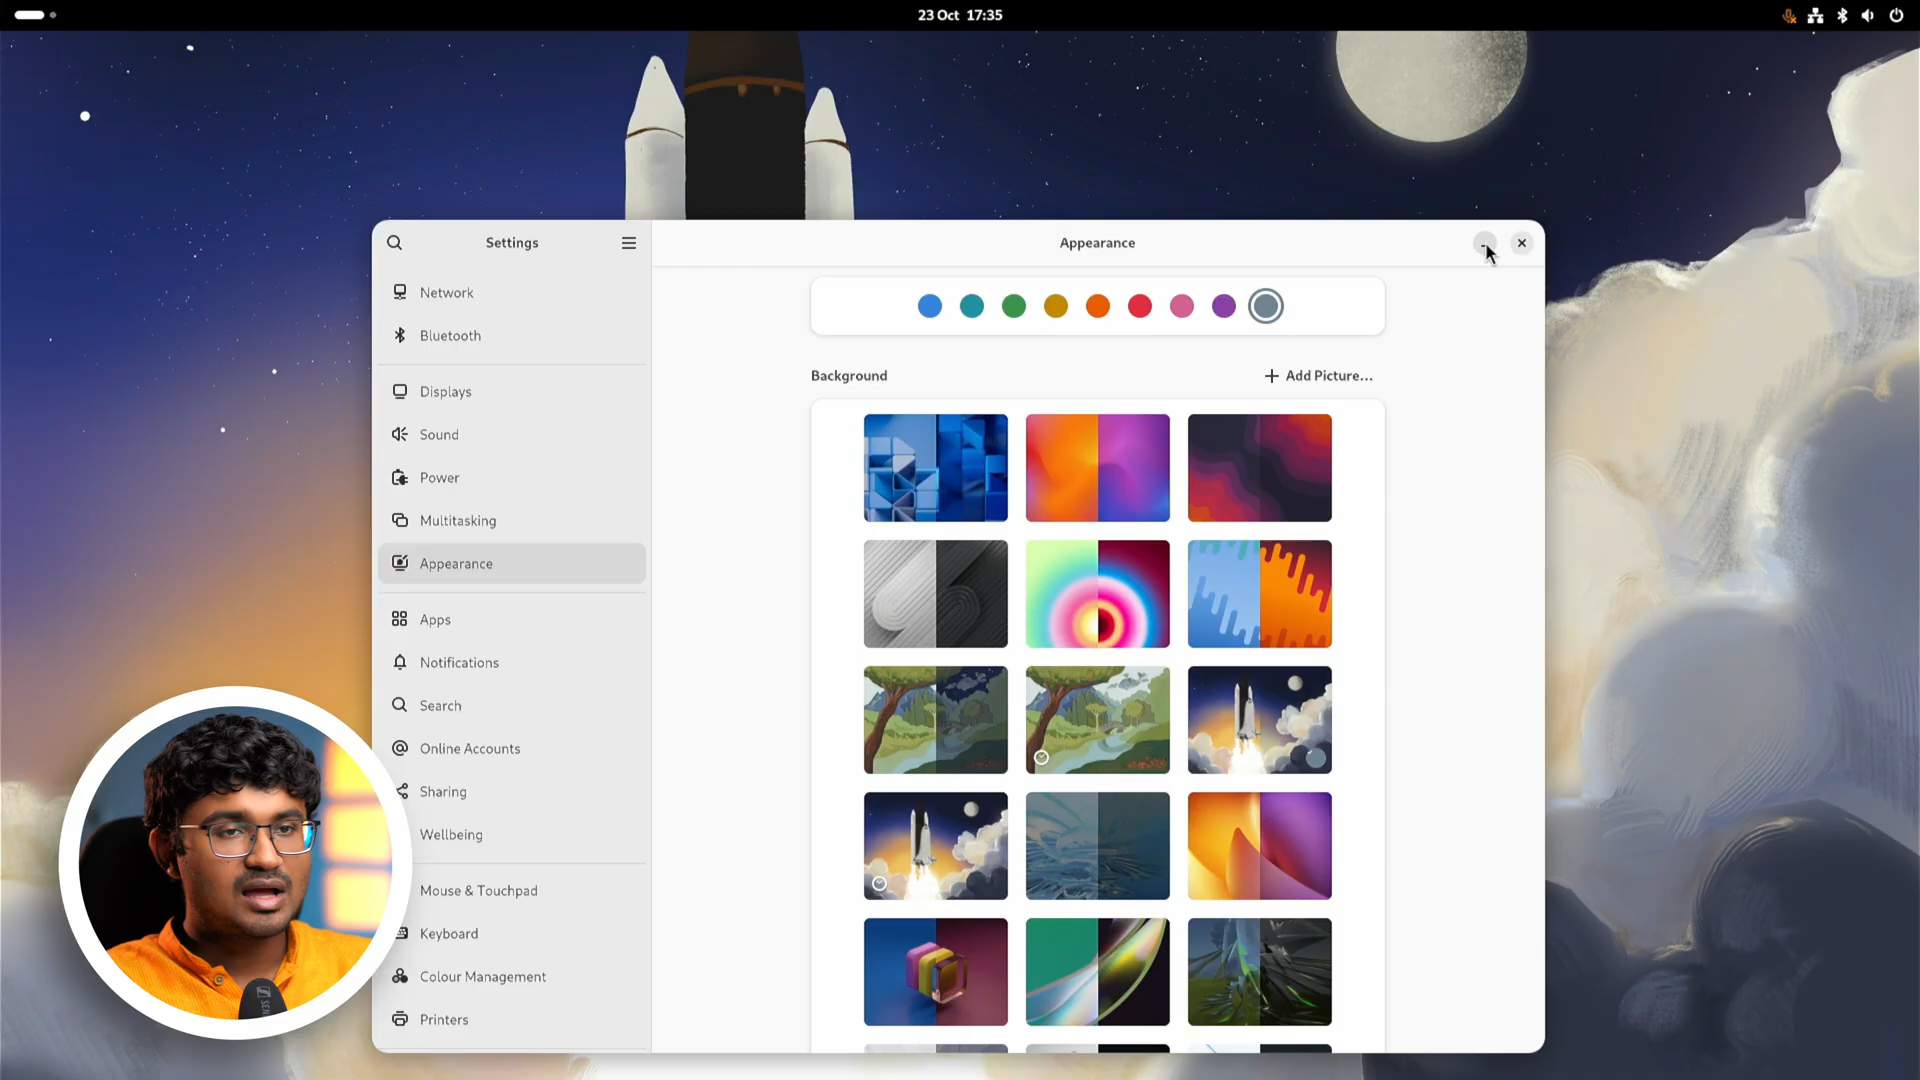 23 Oct 17:35
Settings
Appearance
Network
Bluetooth
Displays
Sound
Power
Multitasking
Appearance
Apps
Notifications
Search
Online Accounts
Sharing
Wellbeing
Mouse & Touchpad
Keyboard
Colour Management
Printers
Background
+ Add Picture...